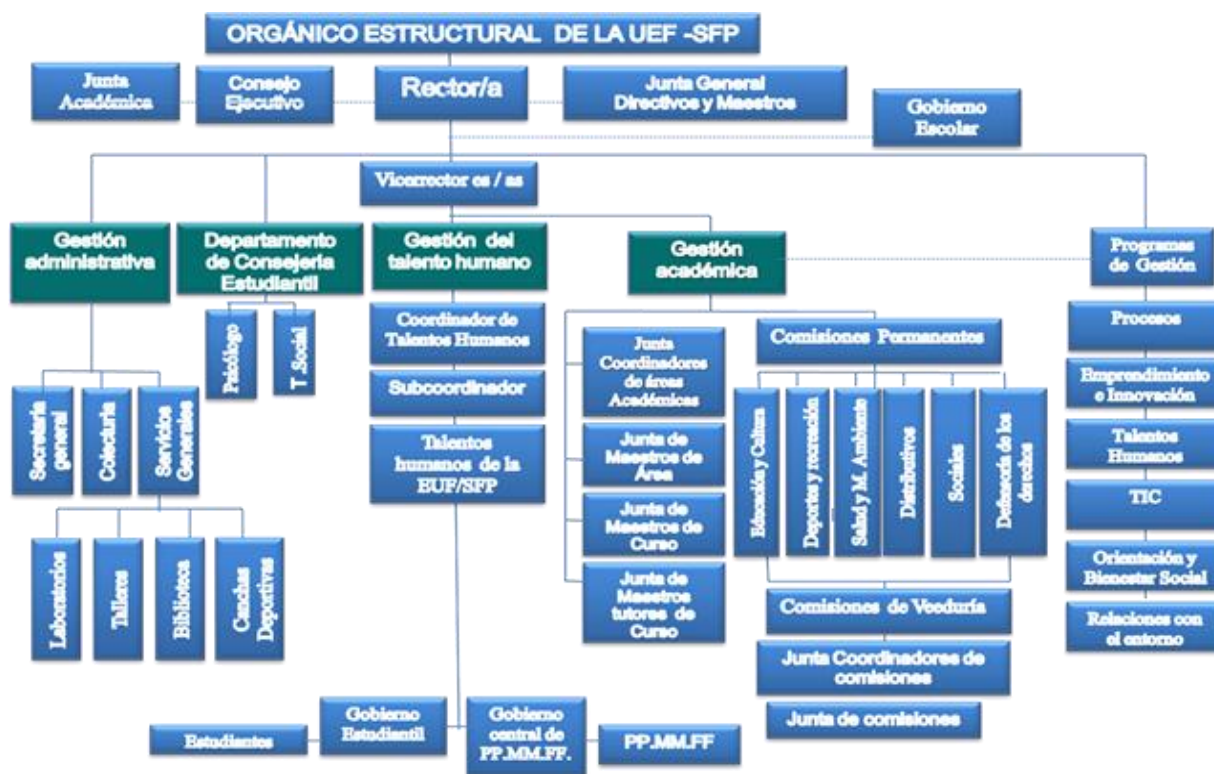 ORGÁNICO ESTRUCTURAL DE LA UEF -SFP
Junta
Académica
Consejo
Ejecutivo
Rector/a
Junta General
Directivos y Maestros
Gobierno
Escolar
Vicerrector es / as
Gestión
administrativa
Departamento
de Consejeria
Estudiantil
Gestión del
talento humano
Gestión
académica
Programas
de Gestión
Psicólogo
T .Social
Secretaria
general
Colecturia
Servicios
Generales
Laboratorios
Talleres
Biblioteca
Canchas
Deportivas
Coordinador de
Talentos Humanos
Subcoordinador
Talentos
humanos de la
EUF/SFP
Junta
Coordinadores
de áreas
Académicas
Junta de
Maestros de
Área
Junta de
Maestros de
Curso
Junta de
Maestros
tutores de
Curso
Comisiones Permanentes
Educación y Cultura
Deportes y recreación
Salud y M. Ambiente
Distributivos
Sociales
Defensoría de los
derechos
Comisiones de Veeduría
Junta Coordinadores de
comisiones
Junta de comisiones
Procesos
Emprendimiento
e Innovación
Talentos
Humanos
TIC
Orientación y
Bienestar Social
Relaciones con
el entorno
Estudiantes
Gobierno
Estudiantil
Gobierno
central de
PP.MM.FF.
PP.MM.FF